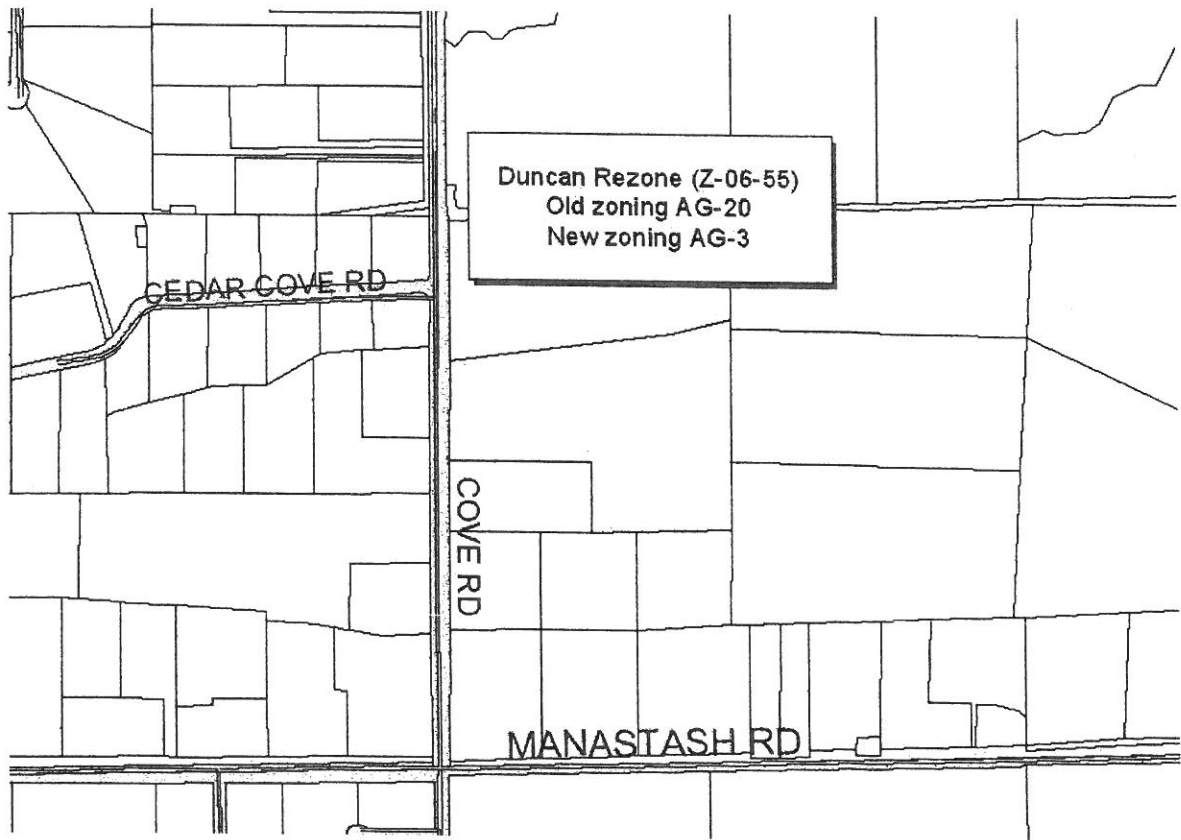 Duncan Rezone (Z-06-55)
Old zoning AG-20
New zoning AG-3
CEDAR COVE RD
COVE RD
MANASTASH RD